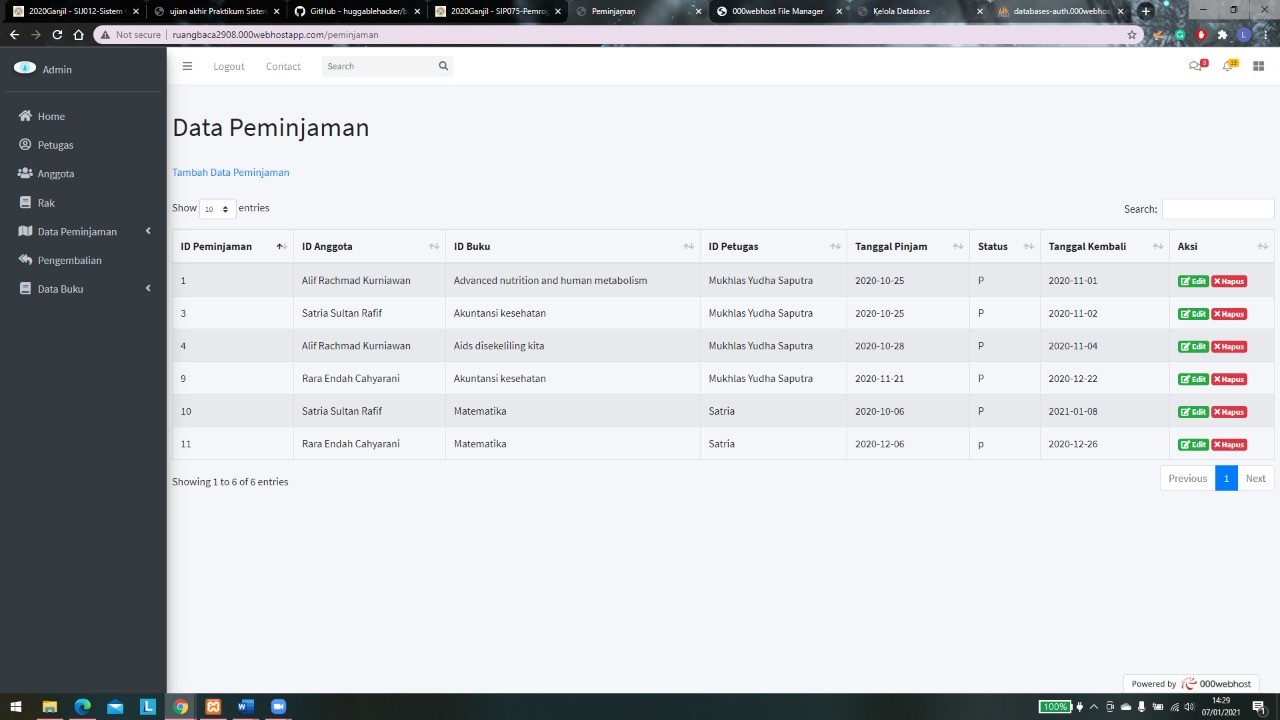 2020Ganjil - SIJ012-Sistem
ujian akhir Praktikum Sistem
GitHub - huggablehacker/b
2020Ganjil - SIP075-Pemrog
Peminjaman
000webhost File Manager
Kelola Database
databases-auth.000webhos
Not secure | ruangbaca2908.000webhostapp.com/peminjaman
Admin
Logout Contact Search
Home
Petugas
Anggota
Rak
Data Peminjaman
Pengembalian
Data Buku
Data Peminjaman
Tambah Data Peminjaman
Show 10 entries Search:
ID Peminjaman ID Anggota ID Buku ID Petugas Tanggal Pinjam Status Tanggal Kembali Aksi
1 Alif Rachmad Kurniawan Advanced nutrition and human metabolism Mukhlas Yudha Saputra 2020-10-25 P 2020-11-01 Edit Hapus
3 Satria Sultan Rafif Akuntansi kesehatan Mukhlas Yudha Saputra 2020-10-25 P 2020-11-02 Edit Hapus
4 Alif Rachmad Kurniawan Aids disekeliling kita Mukhlas Yudha Saputra 2020-10-28 P 2020-11-04 Edit Hapus
9 Rara Endah Cahyarani Akuntansi kesehatan Mukhlas Yudha Saputra 2020-11-21 P 2020-12-22 Edit Hapus
10 Satria Sultan Rafif Matematika Satria 2020-10-06 P 2021-01-08 Edit Hapus
11 Rara Endah Cahyarani Matematika Satria 2020-12-06 p 2020-12-26 Edit Hapus
Showing 1 to 6 of 6 entries Previous 1 Next
Powered by 000webhost
100%
14:29
07/01/2021